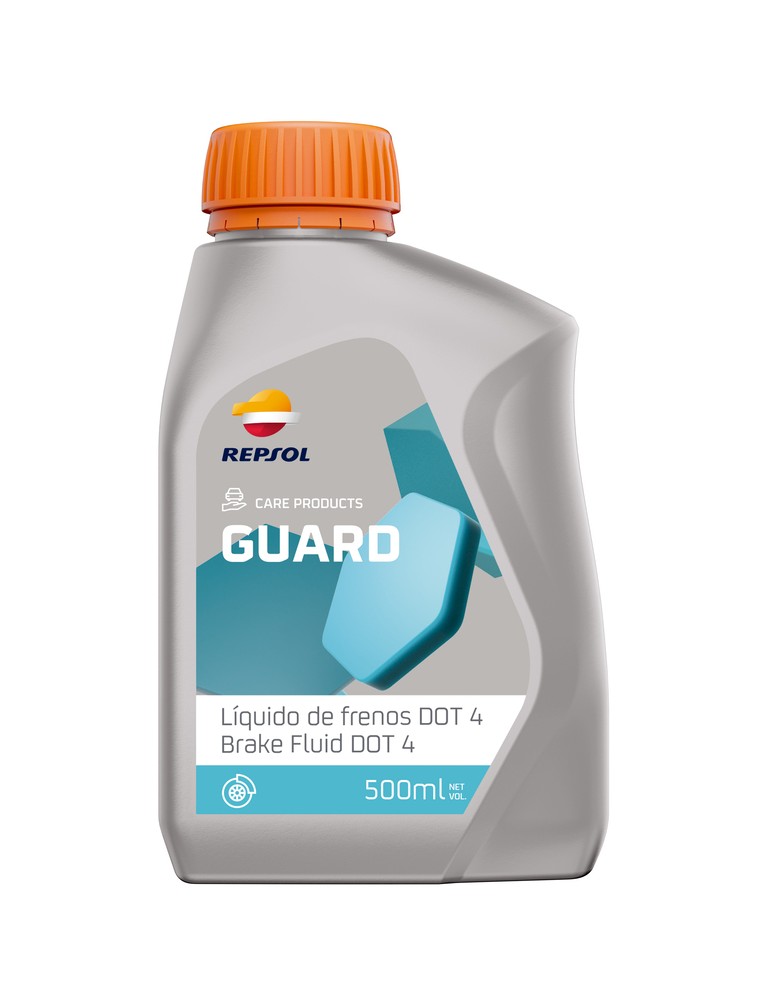 REPSOL
CARE PRODUCTS
GUARD
Líquido de frenos DOT 4
Brake Fluid DOT 4
500ml NET VOL.